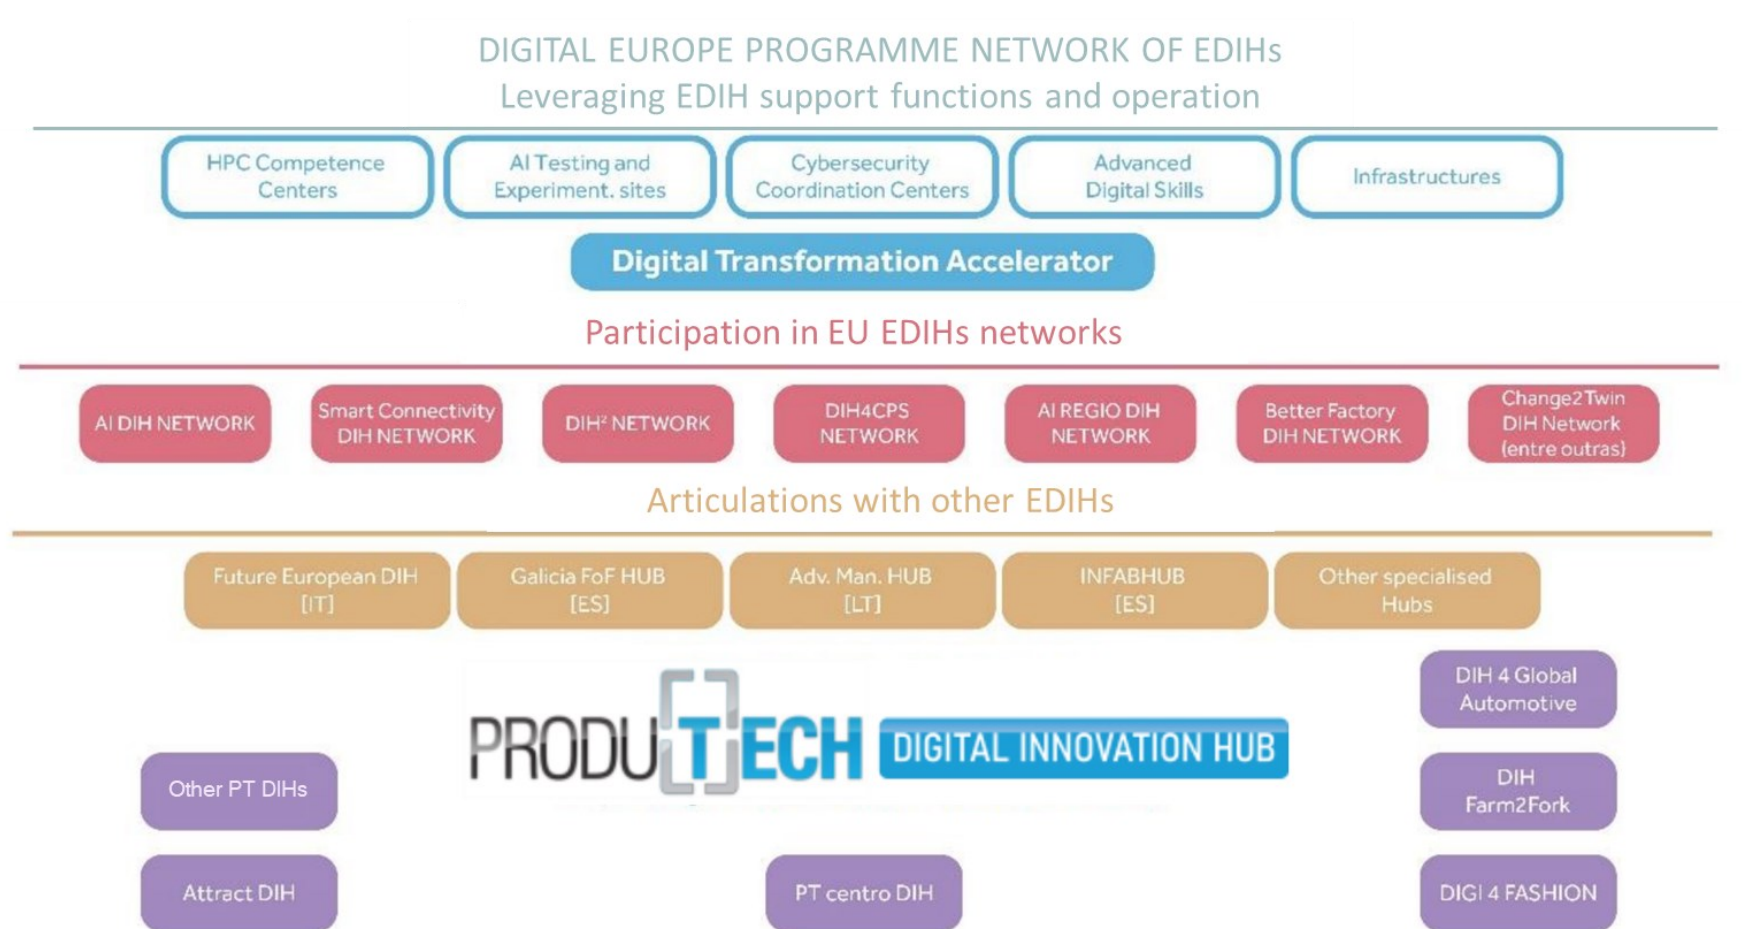 DIGITAL EUROPE PROGRAMME NETWORK OF EDIHs
Leveraging EDIH support functions and operation
HPC Competence
Centers
AI Testing and
Experiment. sites
Cybersecurity
Coordination Centers
Advanced
Digital Skills
Infrastructures
Digital Transformation Accelerator
Participation in EU EDIHs networks
AI DIH NETWORK
Smart Connectivity
DIH NETWORK
DIH² NETWORK
DIH4CPS
NETWORK
AI REGIO DIH
NETWORK
Better Factory
DIH NETWORK
Change2Twin
DIH Network
(entre outras)
Articulations with other EDIHs
Future European DIH
[IT]
Galicia FoF HUB
[ES]
Adv. Man. HUB
[LT]
INFABHUB
[ES]
Other specialised
Hubs
DIH 4 Global
Automotive
PRODUTECH DIGITAL INNOVATION HUB
Other PT DIHs
DIH
Farm2Fork
Attract DIH
PT centro DIH
DIGI 4 FASHION